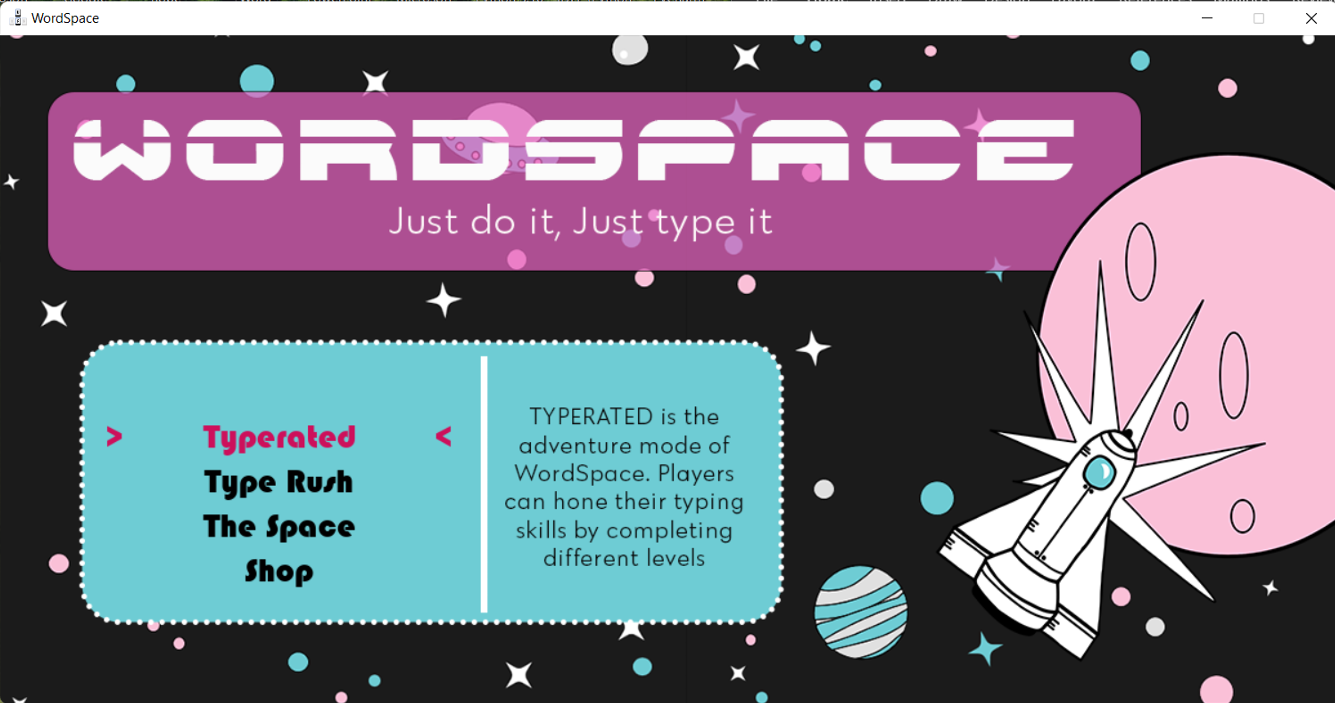 WordSpace
WORDSPACE
Just do it, Just type it
> Typerated <
Type Rush
The Space
Shop
TYPERATED is the
adventure mode of
WordSpace. Players
can hone their typing
skills by completing
different levels